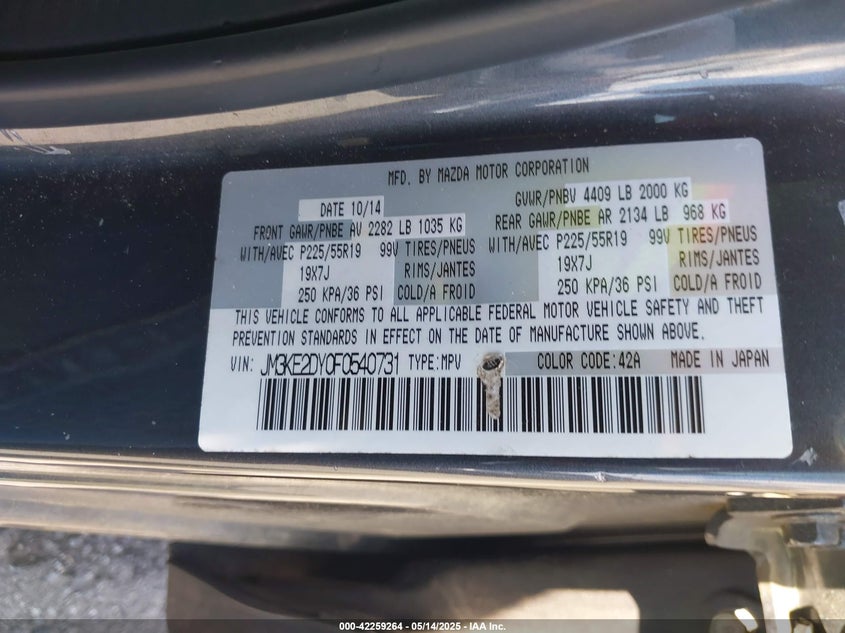 MFD. BY MAZDA MOTOR CORPORATION
DATE 10/14
GVWR/PNBV 4409 LB 2000 KG
FRONT GAWR/PNBE AV 2282 LB 1035 KG
REAR GAWR/PNBE AR 2134 LB 968 KG
WITH/AVEC P225/55R19 99V TIRES/PNEUS
WITH/AVEC P225/55R19 99V TIRES/PNEUS
19X7J RIMS/JANTES
19X7J RIMS/JANTES
250 KPA/36 PSI COLD/A FROID
250 KPA/36 PSI COLD/A FROID
THIS VEHICLE CONFORMS TO ALL APPLICABLE FEDERAL MOTOR VEHICLE SAFETY AND THEFT
PREVENTION STANDARDS IN EFFECT ON THE DATE OF MANUFACTURE SHOWN ABOVE.
VIN: JM3KE2DY0F0540731 TYPE:MPV COLOR CODE:42A MADE IN JAPAN
000-42259264 - 05/14/2025 - IAA Inc.